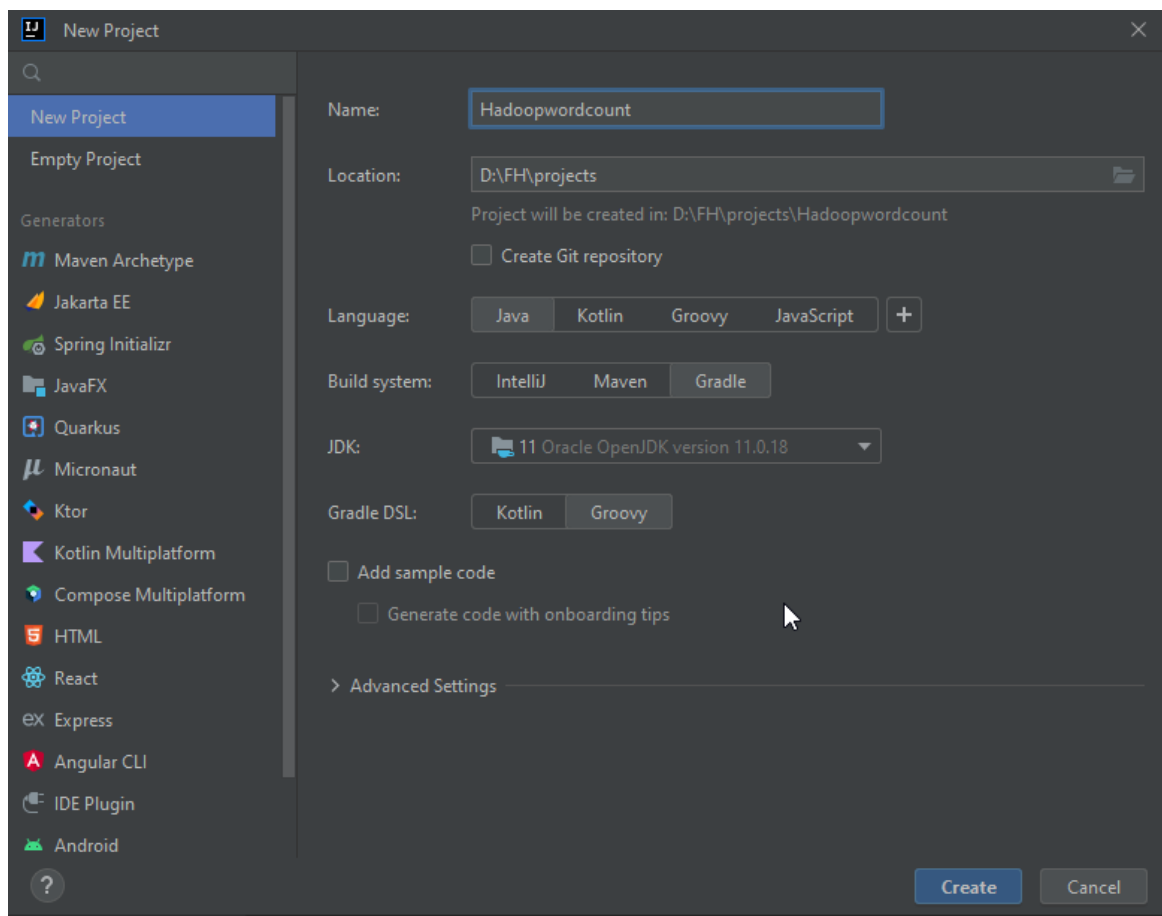 IJ New Project
New Project
Empty Project
Generators
m Maven Archetype
Jakarta EE
Spring Initializr
JavaFX
Quarkus
μ Micronaut
Ktor
Kotlin Multiplatform
Compose Multiplatform
5 HTML
React
ex Express
A Angular CLI
IDE Plugin
Android
?
Name: Hadoopwordcount
Location: D:\FH\projects
Project will be created in: D:\FH\projects\Hadoopwordcount
Create Git repository
Language: Java Kotlin Groovy JavaScript +
Build system: IntelliJ Maven Gradle
JDK: 11 Oracle OpenJDK version 11.0.18
Gradle DSL: Kotlin Groovy
Add sample code
Generate code with onboarding tips
Advanced Settings
Create Cancel